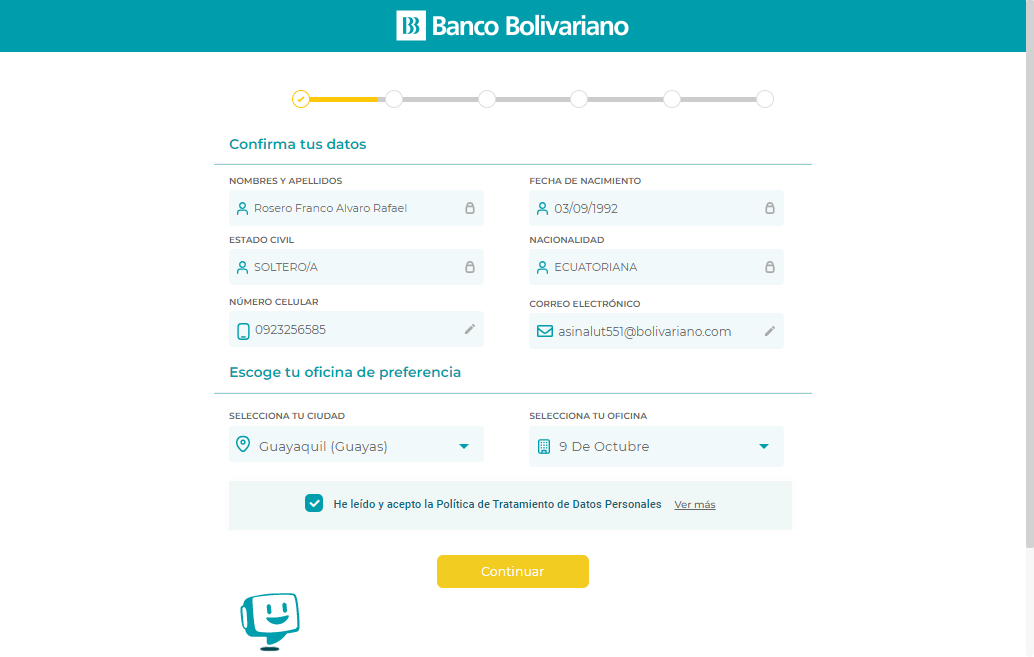 Banco Bolivariano
Confirma tus datos
NOMBRES Y APELLIDOS
Rosero Franco Alvaro Rafael
FECHA DE NACIMIENTO
03/09/1992
ESTADO CIVIL
SOLTERO/A
NACIONALIDAD
ECUATORIANA
NÚMERO CELULAR
0923256585
CORREO ELECTRÓNICO
asinalut551@bolivariano.com
Escoge tu oficina de preferencia
SELECCIONA TU CIUDAD
Guayaquil (Guayas)
SELECCIONA TU OFICINA
9 De Octubre
He leído y acepto la Política de Tratamiento de Datos Personales Ver más
Continuar